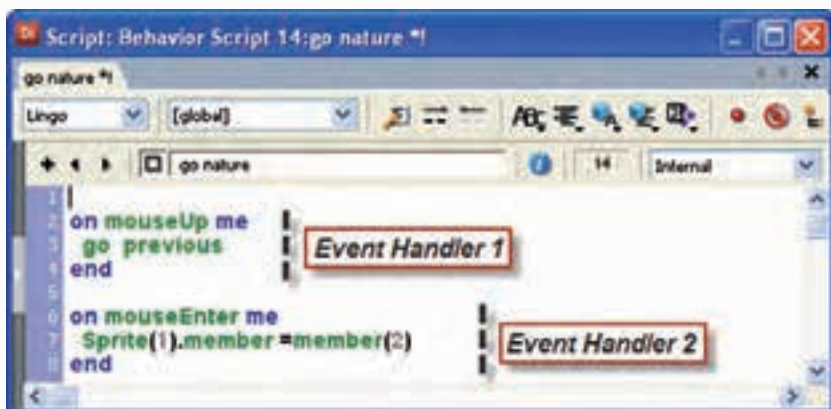 Script: Behavior Script 14:go nature *!
go nature *!
Lingo [global]
go nature 14 Internal
1
2 on mouseUp me
3 go previous
4 end
Event Handler 1
5
6 on mouseEnter me
7 Sprite(1).member =member(2)
8 end
Event Handler 2